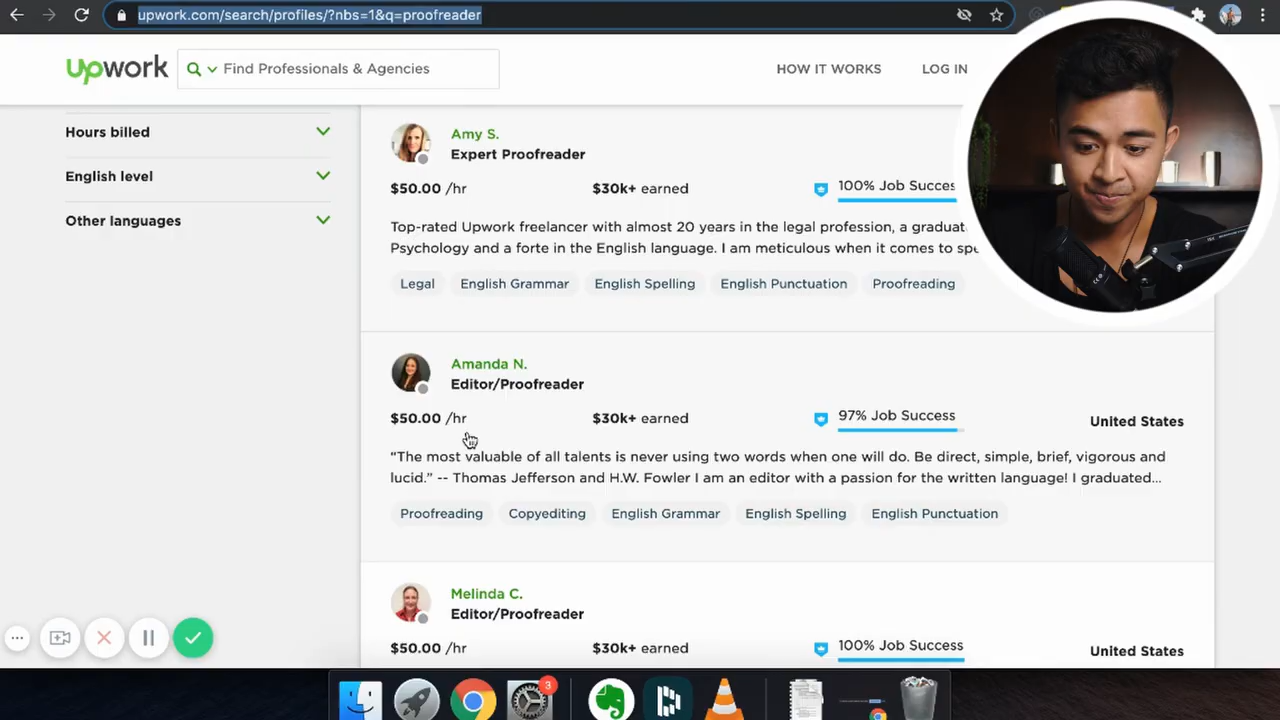 upwork.com/search/profiles/?nbs=1&q=proofreader
upwork
Find Professionals & Agencies
HOW IT WORKS
LOG IN
Hours billed
English level
Other languages
Amy S.
Expert Proofreader
$50.00 /hr
$30k+ earned
100% Job Succes
Top-rated Upwork freelancer with almost 20 years in the legal profession, a graduat
Psychology and a forte in the English language. I am meticulous when it comes to spe
Legal
English Grammar
English Spelling
English Punctuation
Proofreading
Amanda N.
Editor/Proofreader
$50.00 /hr
$30k+ earned
97% Job Success
United States
“The most valuable of all talents is never using two words when one will do. Be direct, simple, brief, vigorous and
lucid.” -- Thomas Jefferson and H.W. Fowler I am an editor with a passion for the written language! I graduated...
Proofreading
Copyediting
English Grammar
English Spelling
English Punctuation
Melinda C.
Editor/Proofreader
$50.00 /hr
$30k+ earned
100% Job Success
United States
3